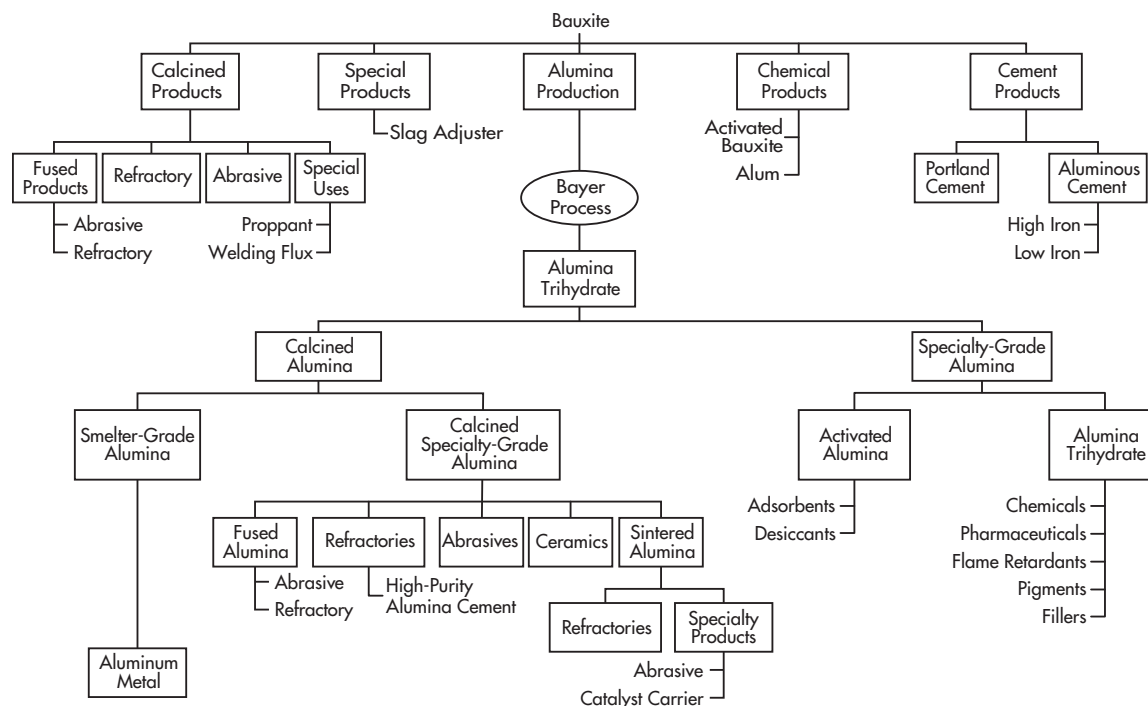 Bauxite
Calcined
Products
Special
Products
Alumina
Production
Chemical
Products
Cement
Products
Slag Adjuster
Activated
Bauxite
Alum
Fused
Products
Refractory
Abrasive
Special
Uses
Portland
Cement
Aluminous
Cement
Abrasive
Refractory
Proppant
Welding Flux
Bayer
Process
High Iron
Low Iron
Alumina
Trihydrate
Calcined
Alumina
Specialty-Grade
Alumina
Smelter-Grade
Alumina
Calcined
Specialty-Grade
Alumina
Activated
Alumina
Alumina
Trihydrate
Adsorbents
Desiccants
Chemicals
Pharmaceuticals
Flame Retardants
Pigments
Fillers
Fused
Alumina
Refractories
Abrasives
Ceramics
Sintered
Alumina
Abrasive
Refractory
High-Purity
Alumina Cement
Refractories
Specialty
Products
Abrasive
Catalyst Carrier
Aluminum
Metal